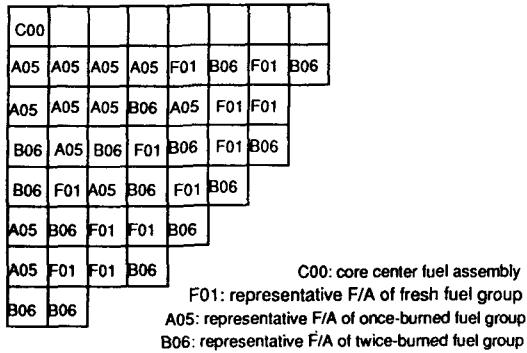 C00
A05 A05 A05 A05 F01 B06 F01 B06
A05 A05 A05 B06 A05 F01 F01
B06 A05 B06 F01 B06 F01 B06
B06 F01 A05 B06 F01 B06
A05 B06 F01 F01 B06
A05 F01 F01 B06
B06 B06
C00: core center fuel assembly
F01: representative F/A of fresh fuel group
A05: representative F/A of once-burned fuel group
B06: representative F/A of twice-burned fuel group